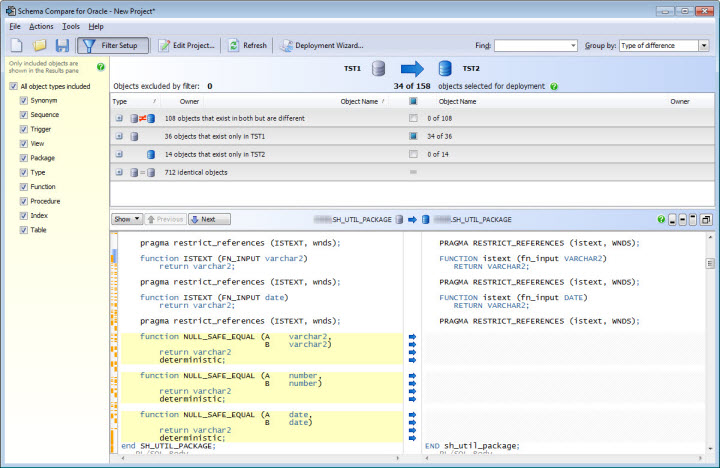 Schema Compare for Oracle - New Project*
File Actions Tools Help
Filter Setup Edit Project... Refresh Deployment Wizard... Find: Group by: Type of difference
Only included objects are
shown in the Results pane
All object types included
Synonym
Sequence
Trigger
View
Package
Type
Function
Procedure
Index
Table
TST1 TST2
Objects excluded by filter: 0 34 of 158 objects selected for deployment
Type Owner Object Name Object Name Owner
108 objects that exist in both but are different 0 of 108
36 objects that exist only in TST1 34 of 36
14 objects that exist only in TST2 0 of 14
712 identical objects
Show Previous Next .SH_UTIL_PACKAGE .SH_UTIL_PACKAGE
pragma restrict_references (ISTEXT, wnds); PRAGMA RESTRICT_REFERENCES (istext, WNDS);
function ISTEXT (FN_INPUT varchar2) FUNCTION istext (fn_input VARCHAR2)
return varchar2; RETURN VARCHAR2;
pragma restrict_references (ISTEXT, wnds); PRAGMA RESTRICT_REFERENCES (istext, WNDS);
function ISTEXT (FN_INPUT date) FUNCTION istext (fn_input DATE)
return varchar2; RETURN VARCHAR2;
pragma restrict_references (ISTEXT, wnds); PRAGMA RESTRICT_REFERENCES (istext, WNDS);
function NULL_SAFE_EQUAL (A varchar2,
B varchar2)
return varchar2
deterministic;
function NULL_SAFE_EQUAL (A number,
B number)
return varchar2
deterministic;
function NULL_SAFE_EQUAL (A date,
B date)
return varchar2
deterministic;
end SH_UTIL_PACKAGE; END sh_util_package;